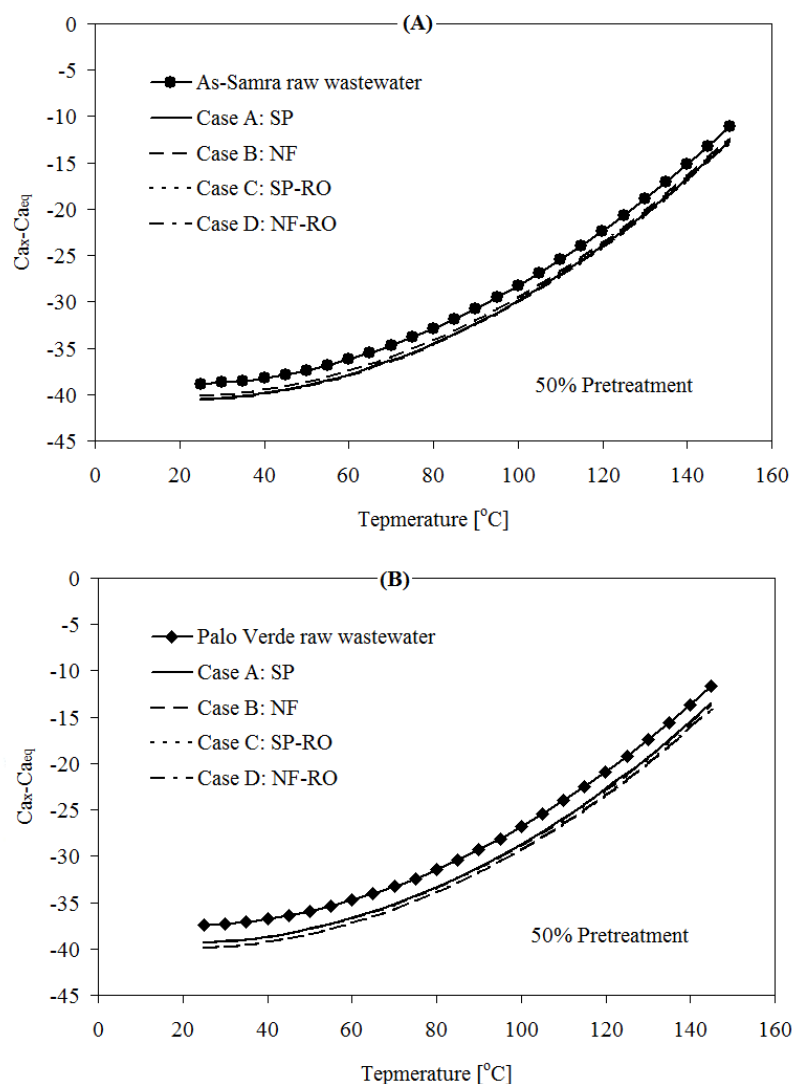 (A)
0
-5
-10
-15
-20
-25
-30
-35
-40
-45
Cax-Caeq
As-Samra raw wastewater
Case A: SP
Case B: NF
Case C: SP-RO
Case D: NF-RO
50% Pretreatment
0 20 40 60 80 100 120 140 160
Tepmerature [°C]
(B)
0
-5
-10
-15
-20
-25
-30
-35
-40
-45
Cax-Caeq
Palo Verde raw wastewater
Case A: SP
Case B: NF
Case C: SP-RO
Case D: NF-RO
50% Pretreatment
0 20 40 60 80 100 120 140 160
Tepmerature [°C]